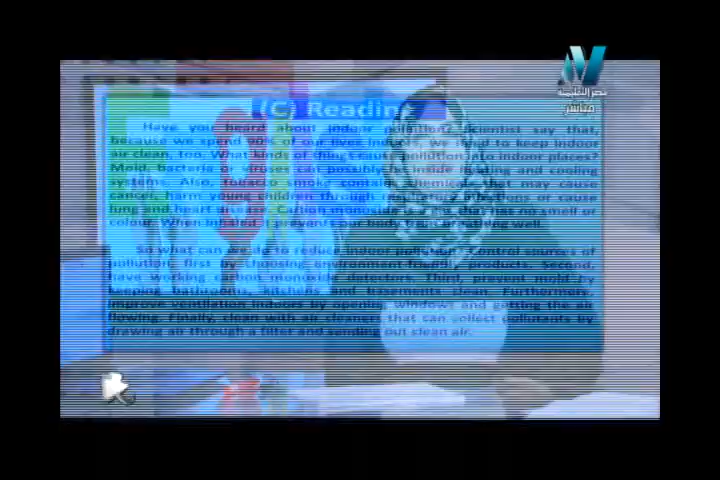 مصر التعليمية
مباشر
(C) Reading
Have you heard about indoor pollution? Scientist say that,
because we spend 90% of our lives indoors, we need to keep indoor
air clean, too. What kinds of things cause pollution into indoor places?
Mold, bacteria or viruses can possibly be inside heating and cooling
systems. Also, tobacco smoke contains chemicals that may cause
cancer, harm young children through infections or cause
lung and heart disease. Carbon monoxide is a gas that has no smell or
colour. When inhaled, it prevents our body from breathing well.
So what can we do to reduce indoor pollution? Control sources of
pollution first by choosing environment-friendly products. Second,
have working carbon monoxide detectors. Third, prevent mold by
keeping bathrooms, kitchens and basements clean. Furthermore,
improve ventilation indoors by opening windows and getting the air
flowing. Finally, clean with air cleaners that can collect pollutants by
drawing air through a filter and sending out clean air.